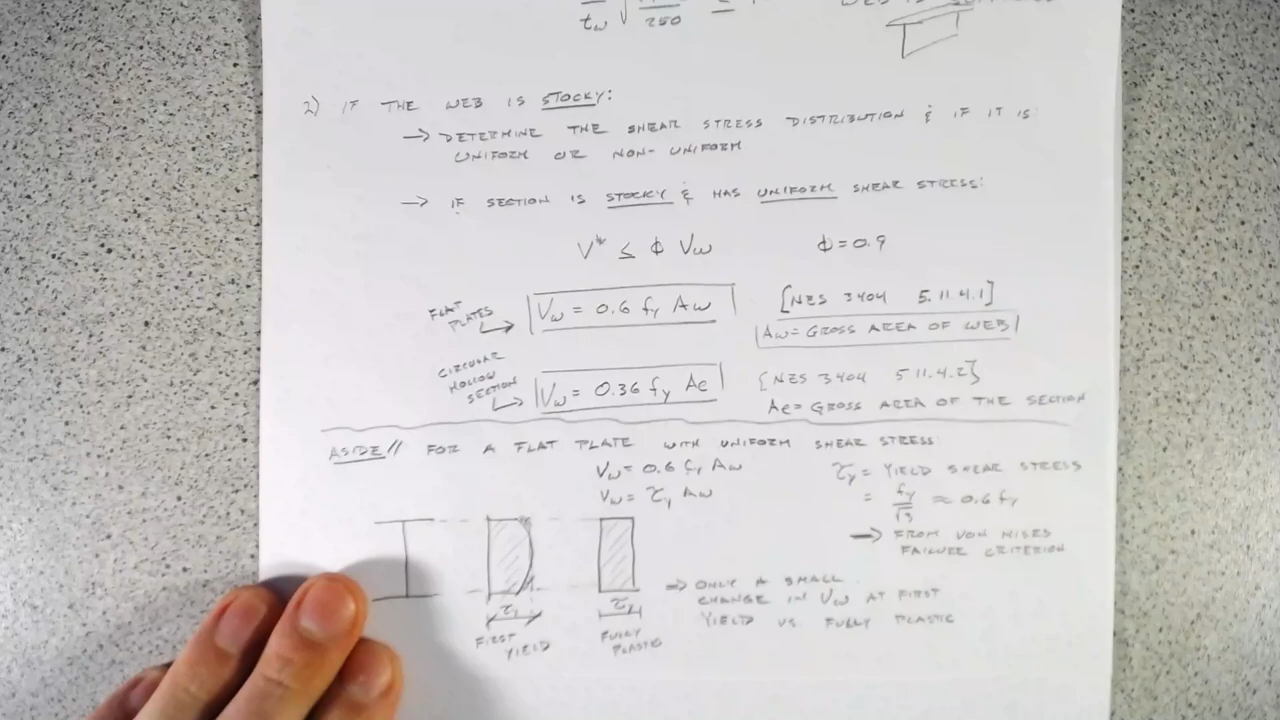 tw √ 250 ≤
2) IF THE WEB IS STOCKY:
→ DETERMINE THE SHEAR STRESS DISTRIBUTION & IF IT IS
UNIFORM OR NON-UNIFORM
→ IF SECTION IS STOCKY & HAS UNIFORM SHEAR STRESS:
V* ≤ ϕ Vw ϕ = 0.9
FLAT
PLATES
Vw = 0.6 fy Aw [NZS 3404 5.11.4.1]
Aw = GROSS AREA OF WEB
CIRCULAR
HOLLOW
SECTION
Vw = 0.36 fy Ae [NZS 3404 5.11.4.2]
Ae = GROSS AREA OF THE SECTION
ASIDE// FOR A FLAT PLATE WITH UNIFORM SHEAR STRESS
Vw = 0.6 fy Aw
Vw = τy Aw
τy = YIELD SHEAR STRESS
= fy/√3 ≈ 0.6 fy
→ FROM VON MISES
FAILURE CRITERION
τy
FIRST
YIELD
τy
FULLY
PLASTIC
→ ONLY A SMALL
CHANGE IN Vw AT FIRST
YIELD VS. FULLY PLASTIC